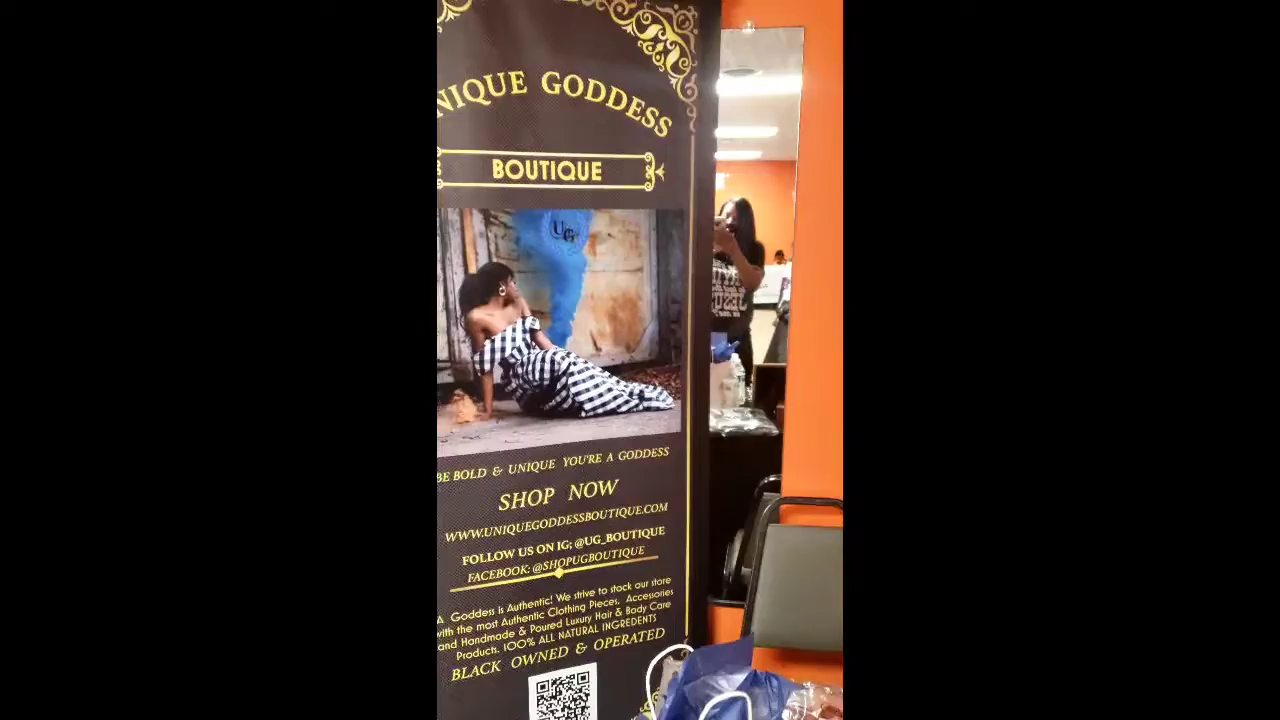 NIQUE GODDESS
BOUTIQUE
UG
BE BOLD & UNIQUE YOU'RE A GODDESS
SHOP NOW
WWW.UNIQUEGODDESSBOUTIQUE.COM
FOLLOW US ON IG; @UG_BOUTIQUE
FACEBOOK: @SHOPUGBOUTIQUE
A Goddess is Authentic! We strive to stock our store
with the most Authentic Clothing Pieces, Accessories
and Handmade & Poured Luxury Hair & Body Care
Products. 100% ALL NATURAL INGREDENTS
BLACK OWNED & OPERATED